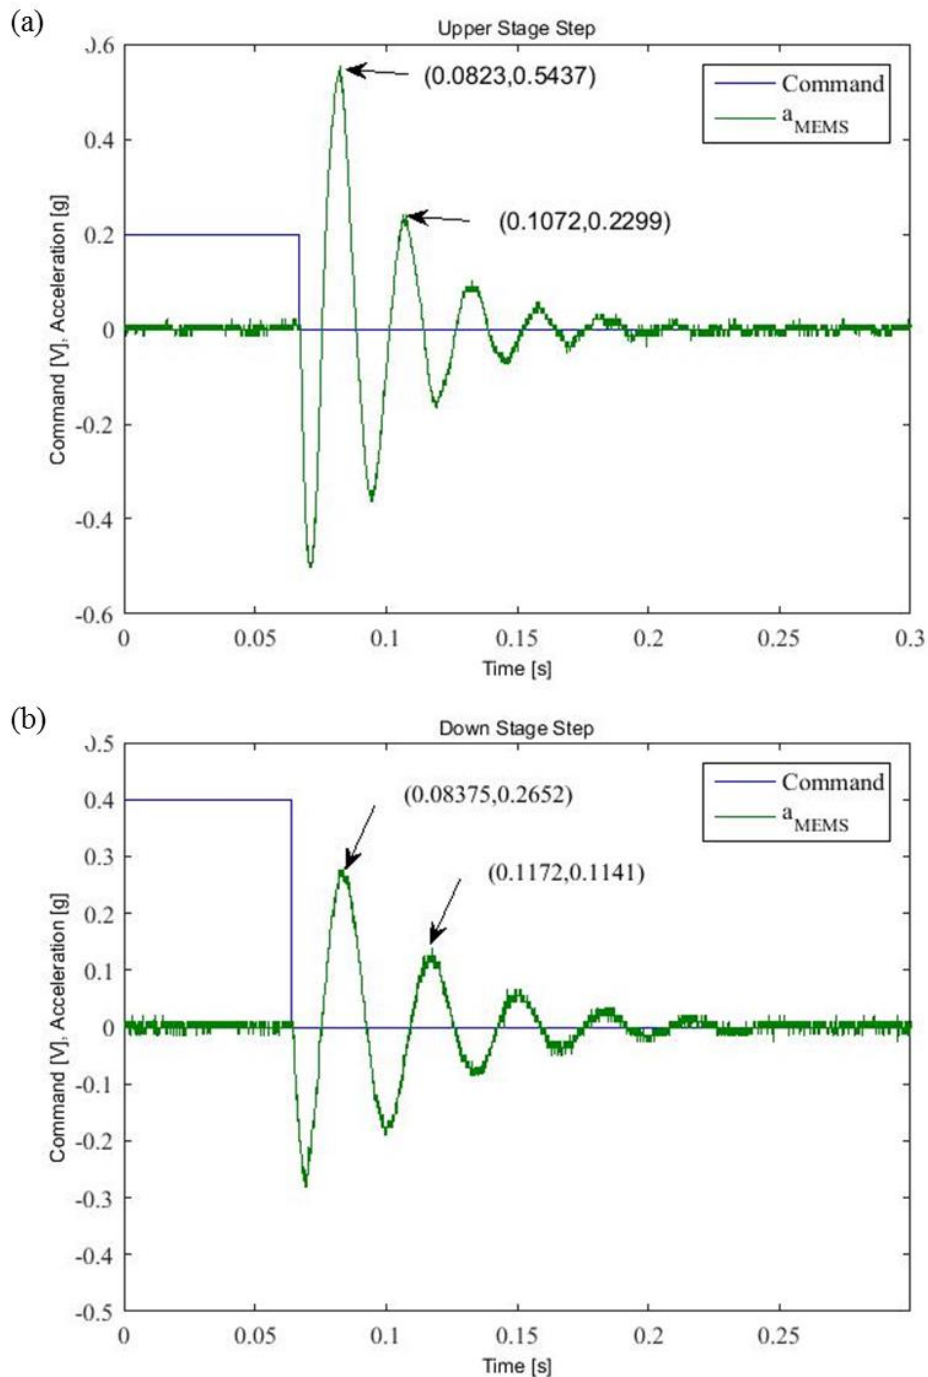 (a)
Upper Stage Step
Command [V], Acceleration [g]
0.6
0.4
0.2
0
-0.2
-0.4
-0.6
(0.0823,0.5437)
(0.1072,0.2299)
Command
a_MEMS
0 0.05 0.1 0.15 0.2 0.25 0.3
Time [s]
(b)
Down Stage Step
Command [V], Acceleration [g]
0.5
0.4
0.3
0.2
0.1
0
-0.1
-0.2
-0.3
-0.4
-0.5
(0.08375,0.2652)
(0.1172,0.1141)
Command
a_MEMS
0 0.05 0.1 0.15 0.2 0.25
Time [s]